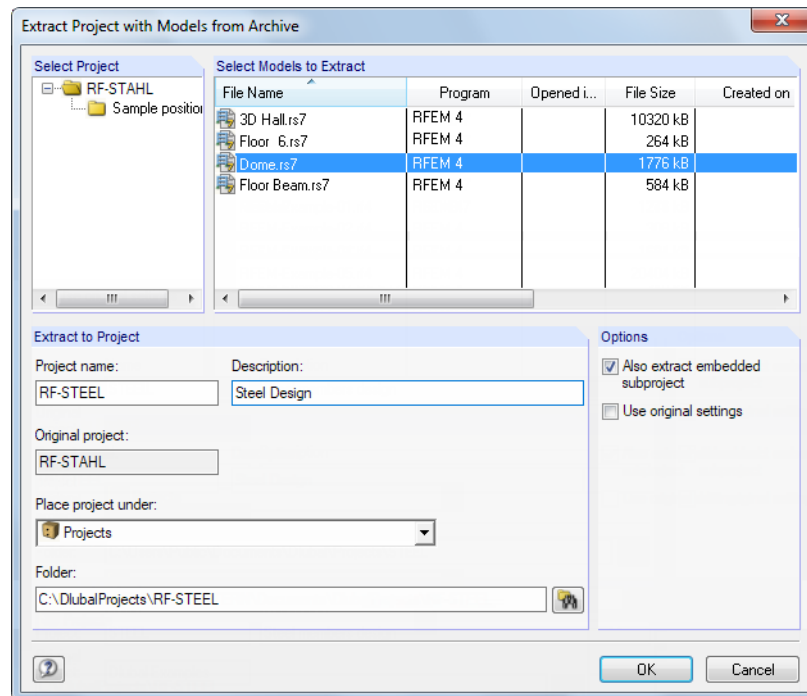 Extract Project with Models from Archive
Select Project
RF-STAHL
Sample position
Select Models to Extract
File Name Program Opened i... File Size Created on
3D Hall.rs7 RFEM 4 10320 kB
Floor 6.rs7 RFEM 4 264 kB
Dome.rs7 RFEM 4 1776 kB
Floor Beam.rs7 RFEM 4 584 kB
Extract to Project
Project name: Description:
RF-STEEL Steel Design
Original project:
RF-STAHL
Place project under:
Projects
Folder:
C:\DlubalProjects\RF-STEEL
Options
Also extract embedded
subproject
Use original settings
OK Cancel